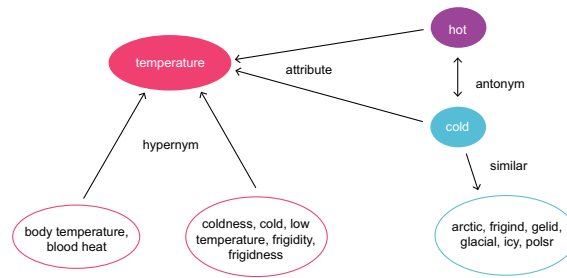 hot
temperature
attribute
antonym
cold
hypernym
similar
body temperature,
blood heat
coldness, cold, low
temperature, frigidity,
frigidness
arctic, frigind, gelid,
glacial, icy, polsr